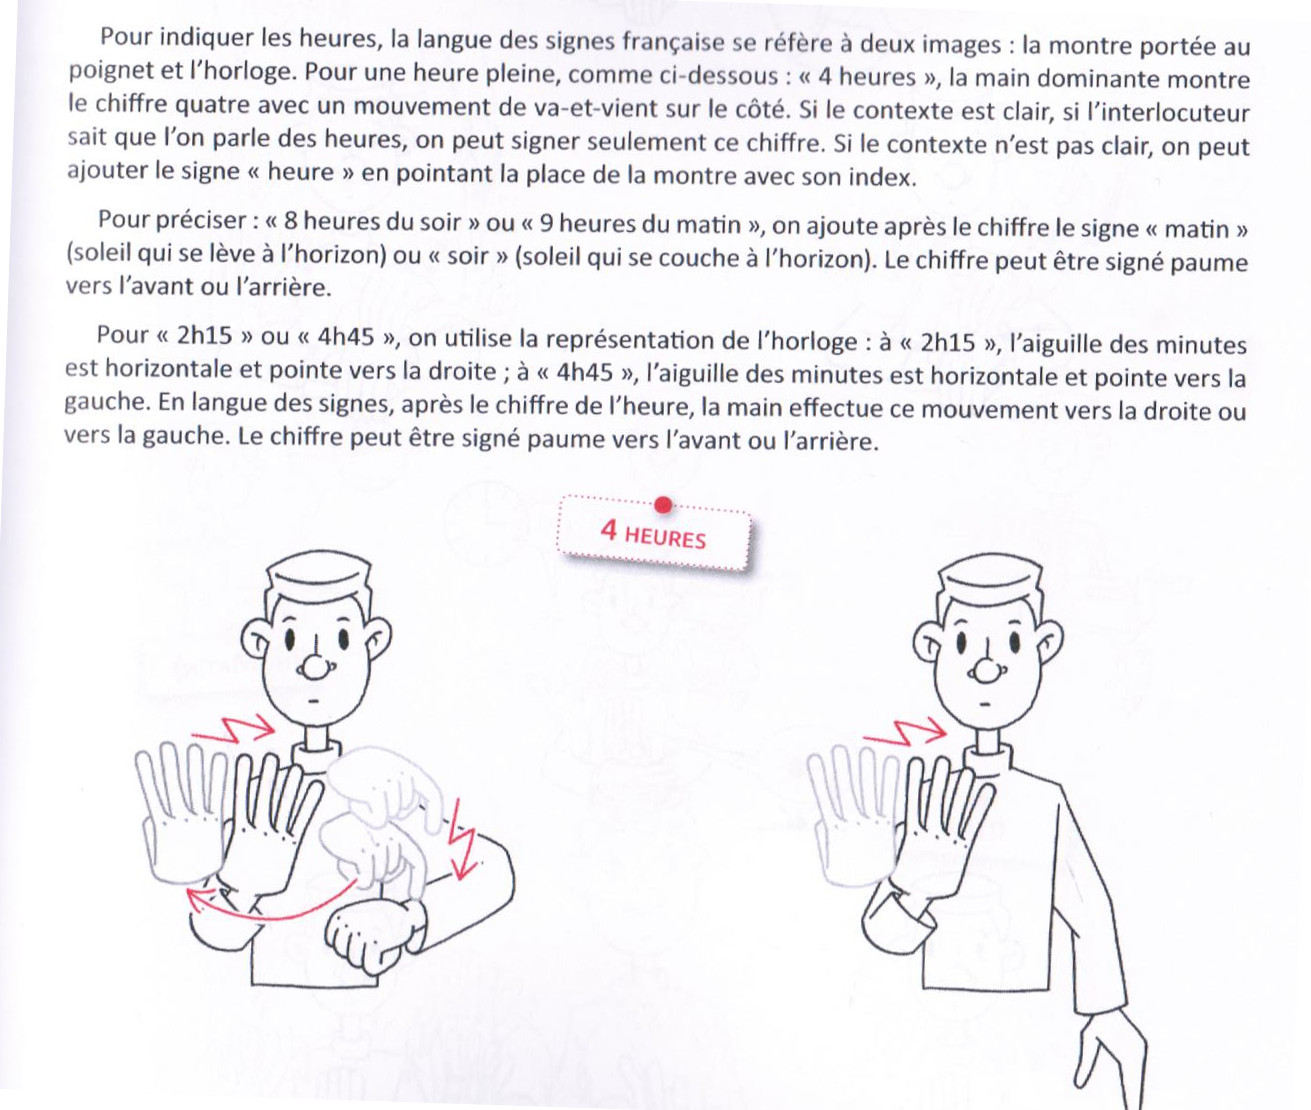 Pour indiquer les heures, la langue des signes française se réfère à deux images : la montre portée au
poignet et l'horloge. Pour une heure pleine, comme ci-dessous : « 4 heures », la main dominante montre
le chiffre quatre avec un mouvement de va-et-vient sur le côté. Si le contexte est clair, si l'interlocuteur
sait que l'on parle des heures, on peut signer seulement ce chiffre. Si le contexte n'est pas clair, on peut
ajouter le signe « heure » en pointant la place de la montre avec son index.
Pour préciser : « 8 heures du soir » ou « 9 heures du matin », on ajoute après le chiffre le signe « matin »
(soleil qui se lève à l'horizon) ou « soir » (soleil qui se couche à l'horizon). Le chiffre peut être signé paume
vers l'avant ou l'arrière.
Pour « 2h15 » ou « 4h45 », on utilise la représentation de l'horloge : à « 2h15 », l'aiguille des minutes
est horizontale et pointe vers la droite ; à « 4h45 », l'aiguille des minutes est horizontale et pointe vers la
gauche. En langue des signes, après le chiffre de l'heure, la main effectue ce mouvement vers la droite ou
vers la gauche. Le chiffre peut être signé paume vers l'avant ou l'arrière.
4 HEURES